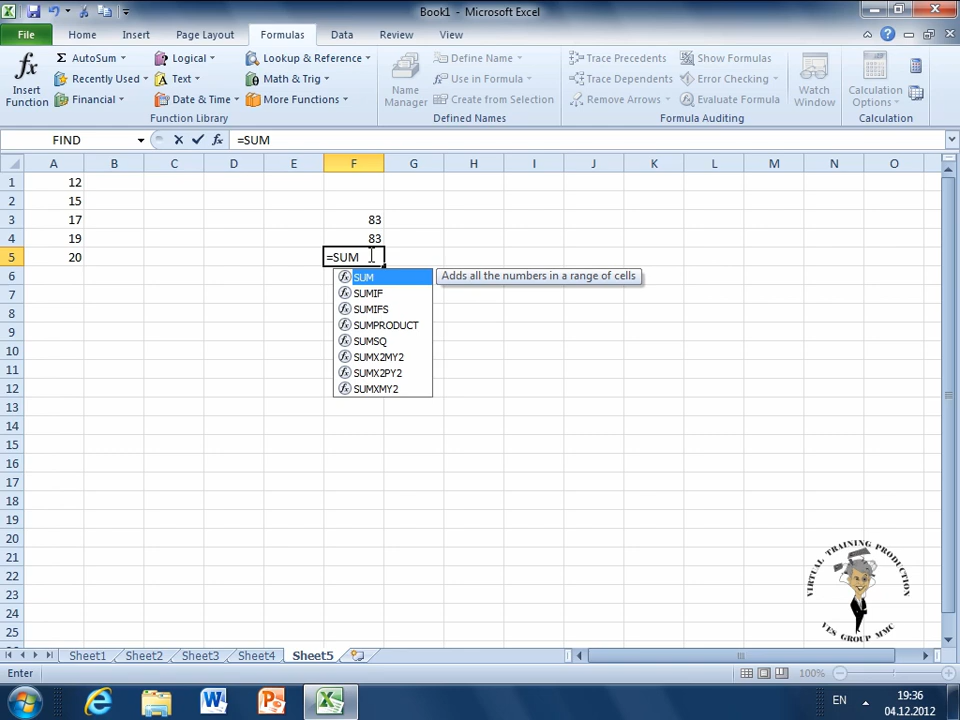 Book1 - Microsoft Excel
File Home Insert Page Layout Formulas Data Review View
fx Insert Function
Σ AutoSum
Recently Used
Financial
Logical
Text
Date & Time
Lookup & Reference
Math & Trig
More Functions
Function Library
Name Manager
Define Name
Use in Formula
Create from Selection
Defined Names
Trace Precedents
Trace Dependents
Remove Arrows
Show Formulas
Error Checking
Evaluate Formula
Formula Auditing
Watch Window
Calculation Options
Calculation
FIND fx =SUM
A B C D E F G H I J K L M N O
1 12
2 15
3 17 83
4 19 83
5 20 =SUM
6 SUM Adds all the numbers in a range of cells
7 SUMIF
8 SUMIFS
9 SUMPRODUCT
10 SUMSQ
11 SUMX2MY2
12 SUMX2PY2
SUMXMY2
13
14
15
16
17
18
19
20
21
22
23
24
25
VIRTUAL TRAINING PRODUCTION
YES GROUP MMC
Sheet1 Sheet2 Sheet3 Sheet4 Sheet5
Enter 100%
EN 19:36
04.12.2012